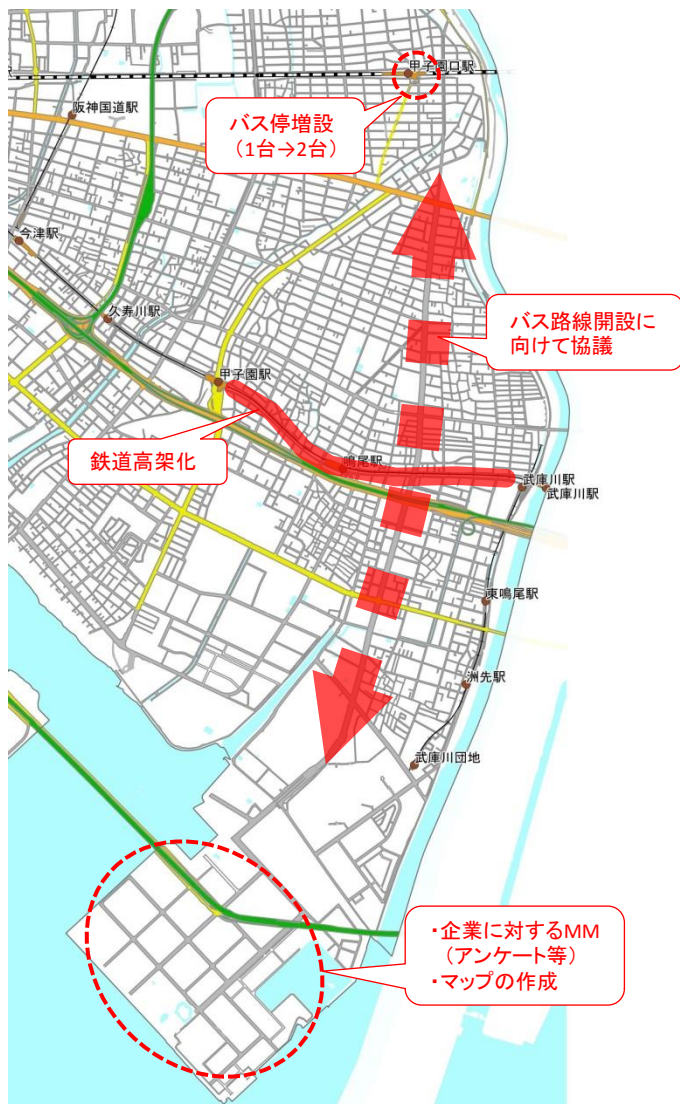 甲子園口駅
阪神国道駅
バス停増設
（1台→2台）
今津駅
久寿川駅
バス路線開設に
向けて協議
甲子園駅
鉄道高架化
鳴尾駅
武庫川駅
武庫川駅
東鳴尾駅
洲先駅
武庫川団地
・企業に対するMM
（アンケート等）
・マップの作成